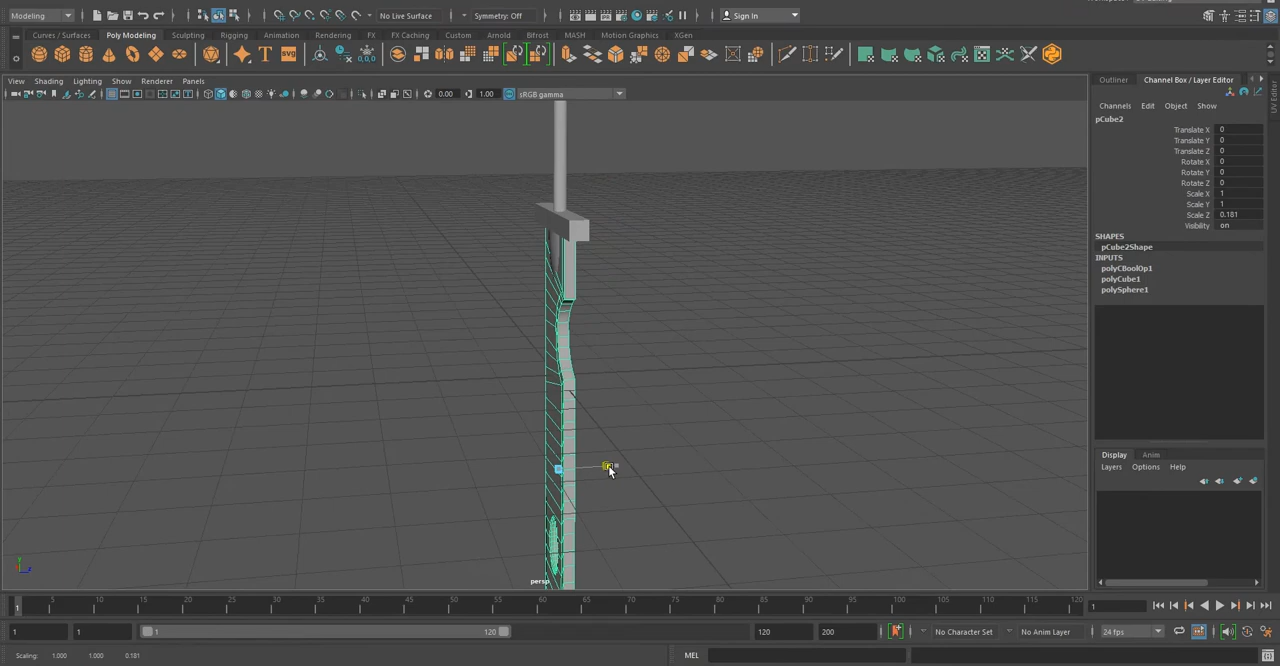 Modeling
No Live Surface
Symmetry: Off
Sign In
Curves / Surfaces Poly Modeling Sculpting Rigging Animation Rendering FX FX Caching Custom Arnold Bifrost MASH Motion Graphics XGen
T SVG 0,0,0
View Shading Lighting Show Renderer Panels
0.00 1.00 sRGB gamma
Outliner Channel Box / Layer Editor
UV Editor
Channels Edit Object Show
pCube2
Translate X 0
Translate Y 0
Translate Z 0
Rotate X 0
Rotate Y 0
Rotate Z 0
Scale X 1
Scale Y 1
Scale Z 0.181
Visibility on
SHAPES
pCube2Shape
INPUTS
polyCBoolOp1
polyCube1
polySphere1
Display Anim
Layers Options Help
persp
1 5 10 15 20 25 30 35 40 45 50 55 60 65 70 75 80 85 90 95 100 105 110 115 120 1
1 1 1 120 120 200 No Character Set No Anim Layer 24 fps
Scaling: 1.000 1.000 0.181 MEL